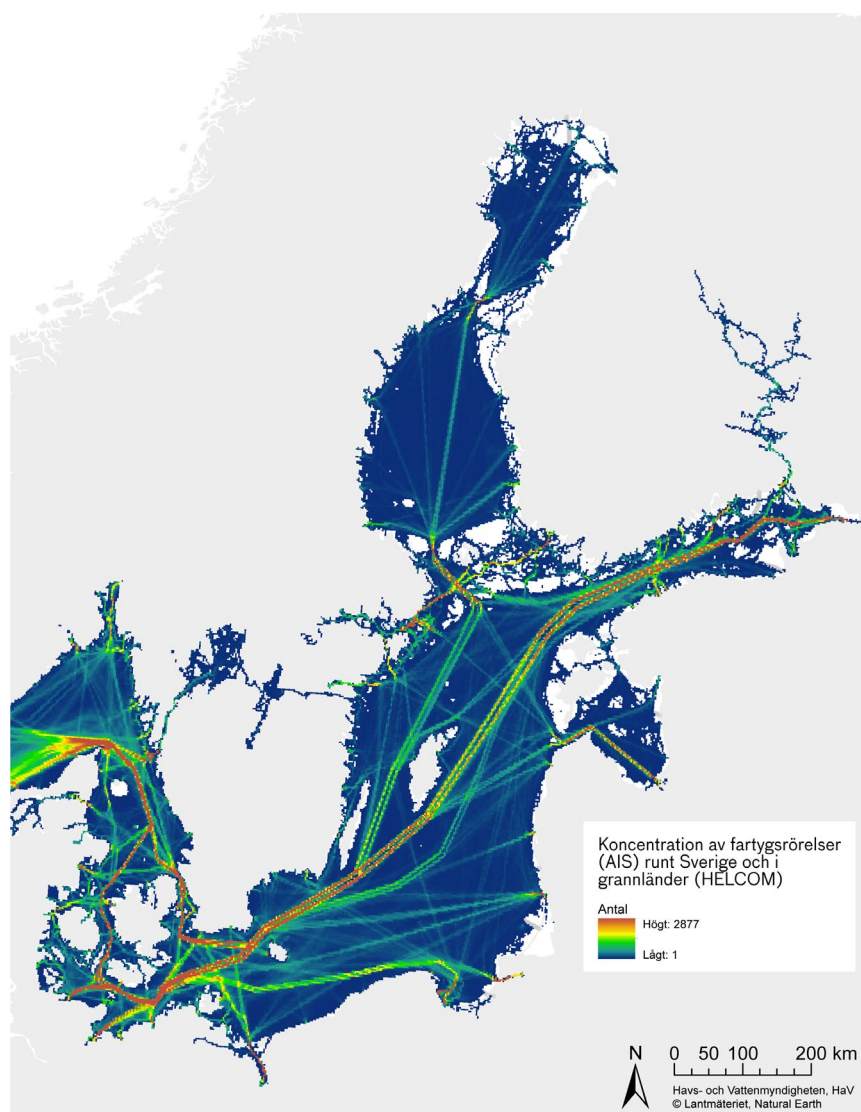 Koncentration av fartygsrörelser
(AIS) runt Sverige och i
grannländer (HELCOM)
Antal
Högt: 2877
Lågt: 1
N
0 50 100 200 km
Havs- och Vattenmyndigheten, HaV
© Lantmäteriet, Natural Earth